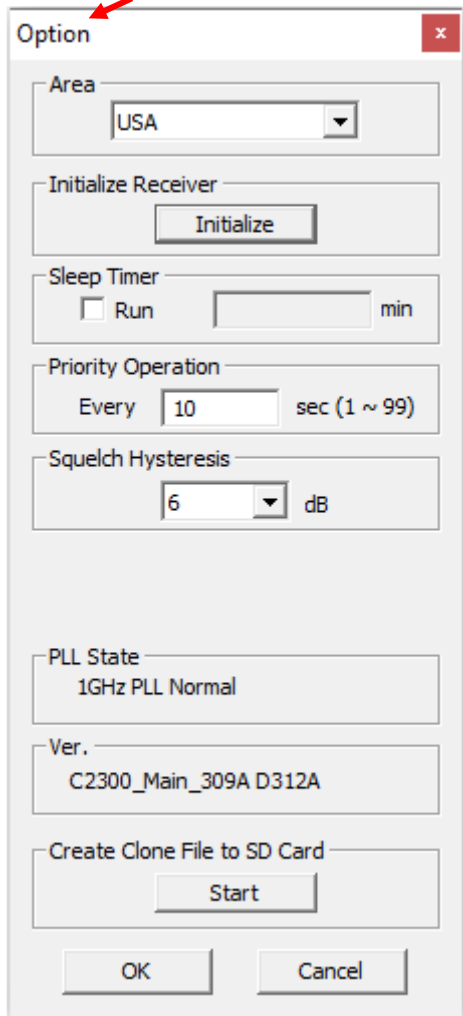 Option
x
Area
USA
Initialize Receiver
Initialize
Sleep Timer
Run min
Priority Operation
Every 10 sec (1 ~ 99)
Squelch Hysteresis
6 dB
PLL State
1GHz PLL Normal
Ver.
C2300_Main_309A D312A
Create Clone File to SD Card
Start
OK Cancel